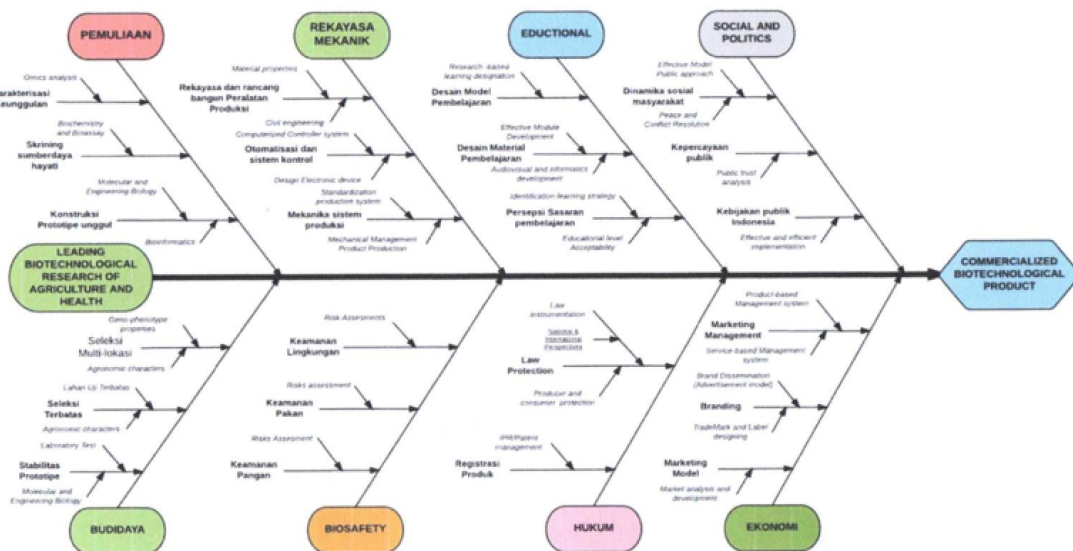 PEMULIAAN
REKAYASA
MEKANIK
EDUCTIONAL
SOCIAL AND
POLITICS
Omics analysis
arakterisasi
eunggulan
Biochemistry
and Bioassay
Skrining
sumberdaya
hayati
Molecular and
Engineering Biology
Konstruksi
Prototipe unggul
Bioinformatics
Material properties
Rekayasa dan rancang
bangun Peralatan
Produksi
Civil engineering
Computerized Controller system
Otomatisasi dan
sistem kontrol
Design Electronic device
Standardization
production system
Mekanika sistem
produksi
Mechanical Management
Product Production
Research -based
learning designation
Desain Model
Pembelajaran
Effective Module
Development
Desain Material
Pembelajaran
Audiovisual and informatics
development
Identification learning strategy
Persepsi Sasaran
pembelajaran
Educational level
Acceptability
Effective Model
Public approach
Dinamika sosial
masyarakat
Peace and
Conflict Resolution
Kepercayaan
publik
Public trust
analysis
Kebijakan publik
Indonesia
Effective and efficient
implementation
LEADING
BIOTECHNOLOGICAL
RESEARCH OF
AGRICULTURE AND
HEALTH
COMMERCIALIZED
BIOTECHNOLOGICAL
PRODUCT
Geno-phenotype
properties
Seleksi
Multi-lokasi
Agronomic characters
Lahan Uji Terbatas
Seleksi
Terbatas
Agronomic characters
Laboratory Test
Stabilitas
Prototipe
Molecular and
Engineering Biology
Risk Assesments
Keamanan
Lingkungan
Risks assestment
Keamanan
Pakan
Risks Assesment
Keamanan
Pangan
Law
instrumentation
National &
International
Perspectives
Law
Protection
Producer and
consumer protection
IPR/Patent
management
Registrasi
Produk
Product-based
Management system
Marketing
Management
Service-based Management
system
Brand Dissemination
(Advertisement model)
Branding
TradeMark and Label
designing
Marketing
Model
Market analysis and
development
BUDIDAYA
BIOSAFETY
HUKUM
EKONOMI